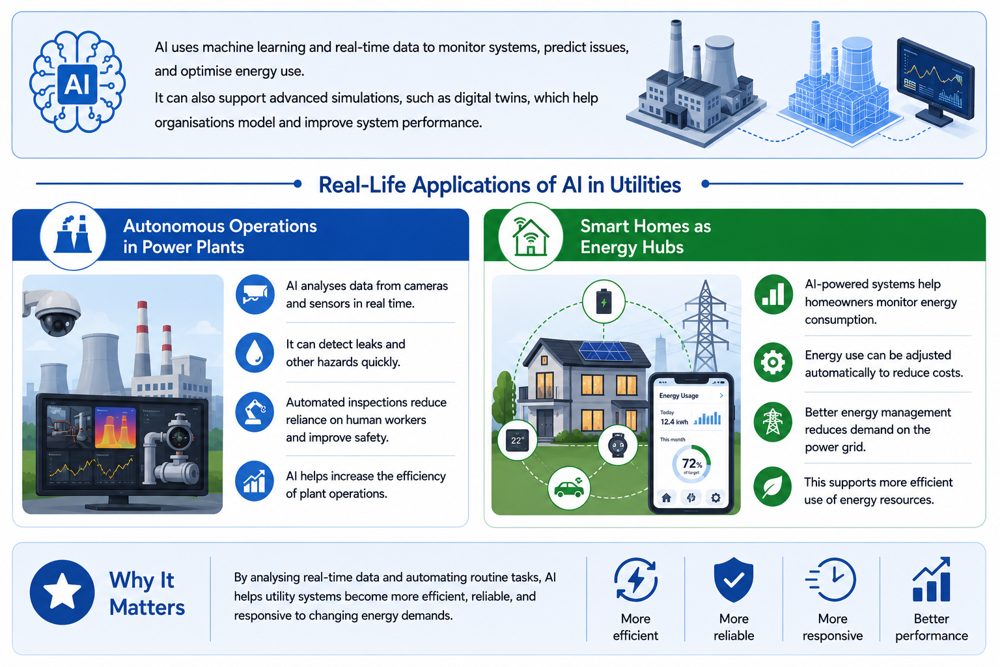 AI
AI uses machine learning and real-time data to monitor systems, predict issues,
and optimise energy use.
It can also support advanced simulations, such as digital twins, which help
organisations model and improve system performance.
Real-Life Applications of AI in Utilities
Autonomous Operations
in Power Plants
AI analyses data from cameras
and sensors in real time.
It can detect leaks and
other hazards quickly.
Automated inspections reduce
reliance on human workers
and improve safety.
AI helps increase the efficiency
of plant operations.
Smart Homes as
Energy Hubs
22°
Energy Usage
Today
12.4 kWh
This month
72%
of target
AI-powered systems help
homeowners monitor energy
consumption.
Energy use can be adjusted
automatically to reduce costs.
Better energy management
reduces demand on the
power grid.
This supports more efficient
use of energy resources.
Why It
Matters
By analysing real-time data and automating routine tasks, AI
helps utility systems become more efficient, reliable, and
responsive to changing energy demands.
More
efficient
More
reliable
More
responsive
Better
performance